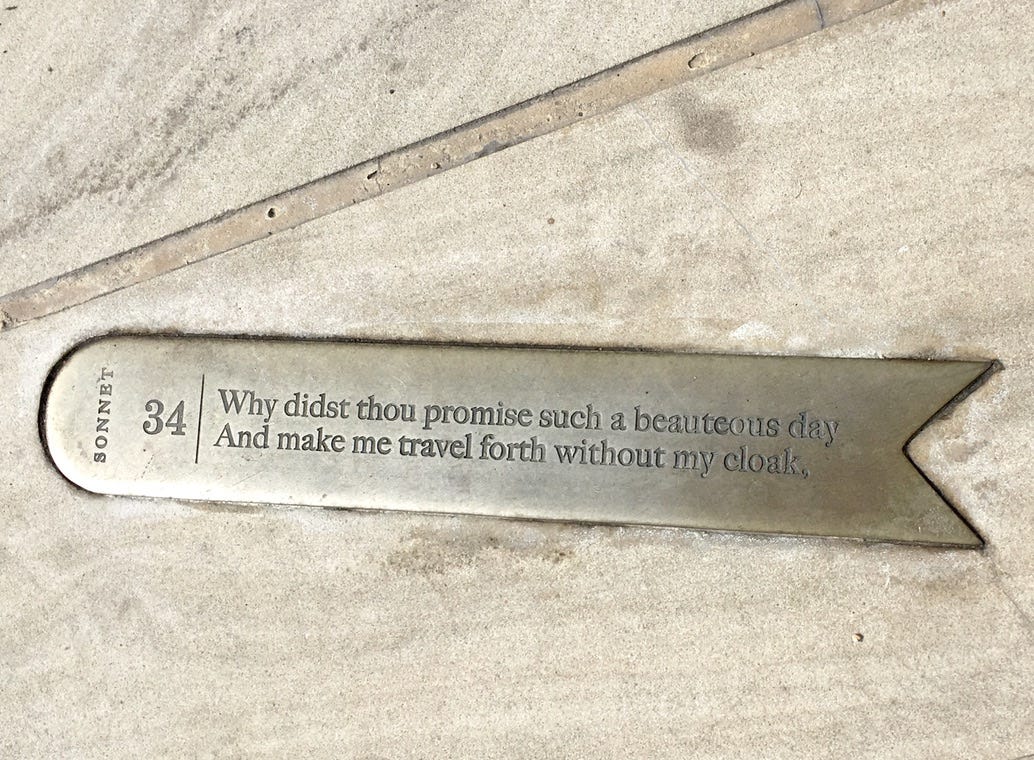 SONNET
34
Why didst thou promise such a beauteous day
And make me travel forth without my cloak,